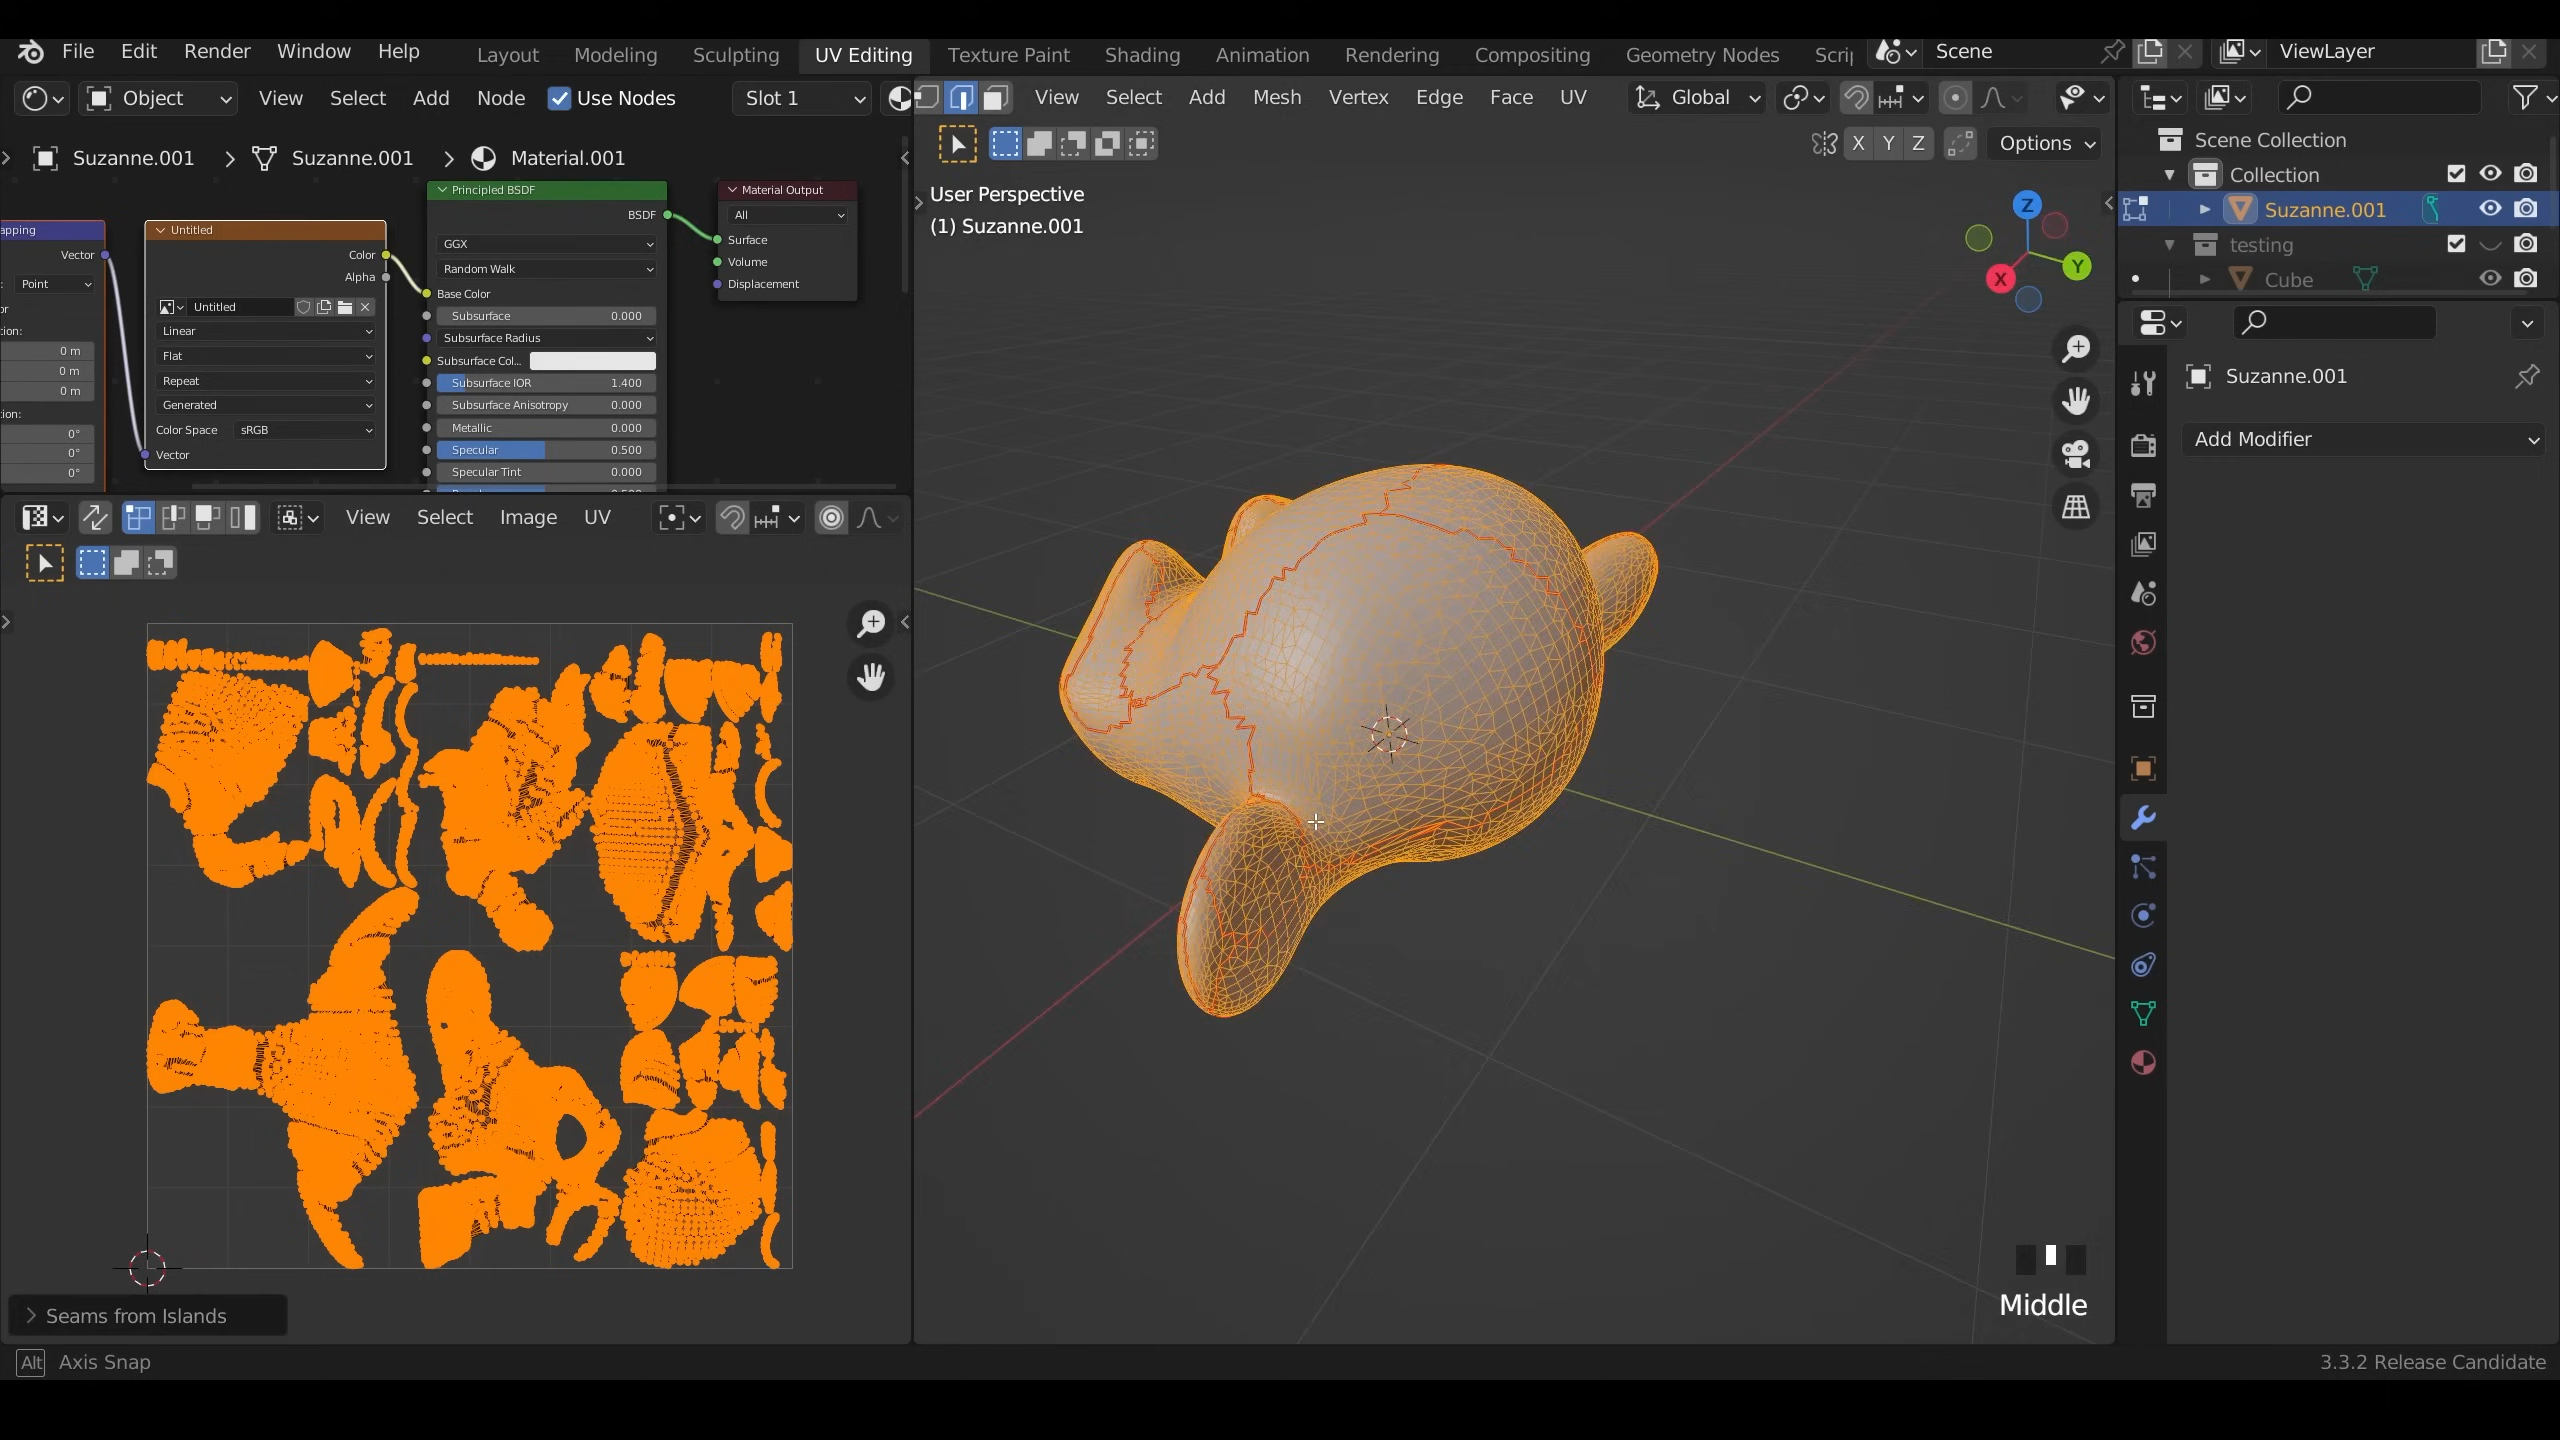 File Edit Render Window Help Layout Modeling Sculpting UV Editing Texture Paint Shading Animation Rendering Compositing Geometry Nodes Scene ViewLayer
Object View Select Add Node Use Nodes Slot 1
View Select Add Mesh Vertex Edge Face UV Global
X Y Z Options
Suzanne.001 > Suzanne.001 > Material.001
User Perspective
(1) Suzanne.001
Z
Y
X
Scene Collection
Collection
Suzanne.001
testing
Cube
Vector
Point
0 m
0 m
0 m
0°
0°
0°
Untitled
Color
Alpha
Untitled
Linear
Flat
Repeat
Generated
Color Space sRGB
Vector
Principled BSDF
BSDF
GGX
Random Walk
Base Color
Subsurface 0.000
Subsurface Radius
Subsurface Col...
Subsurface IOR 1.400
Subsurface Anisotropy 0.000
Metallic 0.000
Specular 0.500
Specular Tint 0.000
Material Output
All
Surface
Volume
Displacement
Suzanne.001
Add Modifier
View Select Image UV
Seams from Islands
Middle
Alt Axis Snap
3.3.2 Release Candidate